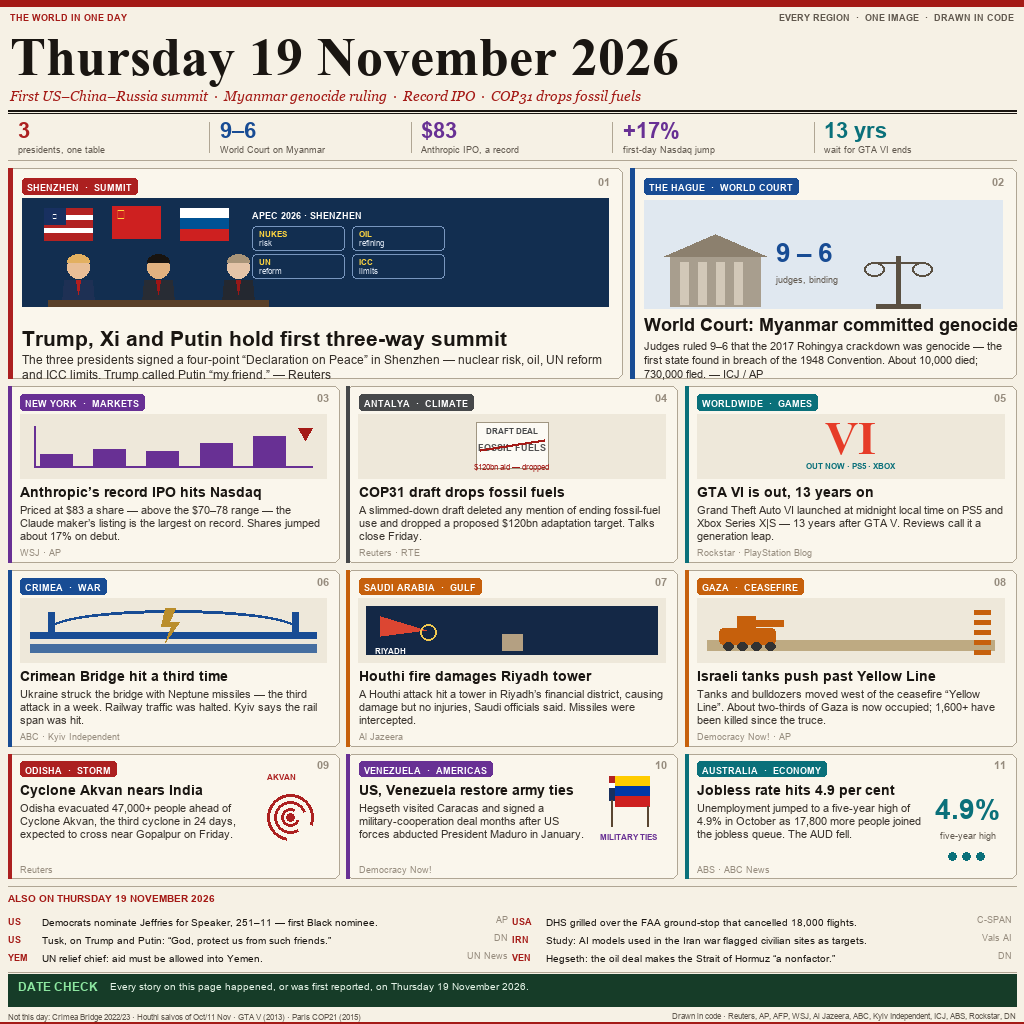 THE WORLD IN ONE DAY
EVERY REGION · ONE IMAGE · DRAWN IN CODE
Thursday 19 November 2026
First US–China–Russia summit · Myanmar genocide ruling · Record IPO · COP31 drops fossil fuels
3
presidents, one table
9–6
World Court on Myanmar
$83
Anthropic IPO, a record
+17%
first-day Nasdaq jump
13 yrs
wait for GTA VI ends
SHENZHEN · SUMMIT
01
APEC 2026 · SHENZHEN
NUKES
risk
OIL
refining
UN
reform
ICC
limits
Trump, Xi and Putin hold first three-way summit
The three presidents signed a four-point “Declaration on Peace” in Shenzhen — nuclear risk, oil, UN reform
and ICC limits. Trump called Putin “my friend.” — Reuters
THE HAGUE · WORLD COURT
02
9 – 6
judges, binding
World Court: Myanmar committed genocide
Judges ruled 9–6 that the 2017 Rohingya crackdown was genocide — the
first state found in breach of the 1948 Convention. About 10,000 died;
730,000 fled. — ICJ / AP
NEW YORK · MARKETS
03
Anthropic’s record IPO hits Nasdaq
Priced at $83 a share — above the $70–78 range — the
Claude maker’s listing is the largest on record. Shares jumped
about 17% on debut.
WSJ · AP
ANTALYA · CLIMATE
04
DRAFT DEAL
FOSSIL FUELS
$120bn aid — dropped
COP31 draft drops fossil fuels
A slimmed-down draft deleted any mention of ending fossil-fuel
use and dropped a proposed $120bn adaptation target. Talks
close Friday.
Reuters · RTE
WORLDWIDE · GAMES
05
VI
OUT NOW · PS5 · XBOX
GTA VI is out, 13 years on
Grand Theft Auto VI launched at midnight local time on PS5 and
Xbox Series X|S — 13 years after GTA V. Reviews call it a
generation leap.
Rockstar · PlayStation Blog
CRIMEA · WAR
06
Crimean Bridge hit a third time
Ukraine struck the bridge with Neptune missiles — the third
attack in a week. Railway traffic was halted. Kyiv says the rail
span was hit.
ABC · Kyiv Independent
SAUDI ARABIA · GULF
07
RIYADH
Houthi fire damages Riyadh tower
A Houthi attack hit a tower in Riyadh’s financial district, causing
damage but no injuries, Saudi officials said. Missiles were
intercepted.
Al Jazeera
GAZA · CEASEFIRE
08
Israeli tanks push past Yellow Line
Tanks and bulldozers moved west of the ceasefire “Yellow
Line”. About two-thirds of Gaza is now occupied; 1,600+ have
been killed since the truce.
Democracy Now! · AP
ODISHA · STORM
09
AKVAN
Cyclone Akvan nears India
Odisha evacuated 47,000+ people ahead of
Cyclone Akvan, the third cyclone in 24 days,
expected to cross near Gopalpur on Friday.
Reuters
VENEZUELA · AMERICAS
10
US, Venezuela restore army ties
Hegseth visited Caracas and signed a
military-cooperation deal months after US
forces abducted President Maduro in January.
MILITARY TIES
Democracy Now!
AUSTRALIA · ECONOMY
11
Jobless rate hits 4.9 per cent
Unemployment jumped to a five-year high of
4.9% in October as 17,800 more people joined
the jobless queue. The AUD fell.
4.9%
five-year high
ABS · ABC News
ALSO ON THURSDAY 19 NOVEMBER 2026
US Democrats nominate Jeffries for Speaker, 251–11 — first Black nominee. AP
USA DHS grilled over the FAA ground-stop that cancelled 18,000 flights. C-SPAN
US Tusk, on Trump and Putin: “God, protect us from such friends.” DN
IRN Study: AI models used in the Iran war flagged civilian sites as targets. Vals AI
YEM UN relief chief: aid must be allowed into Yemen. UN News
VEN Hegseth: the oil deal makes the Strait of Hormuz “a nonfactor.” DN
DATE CHECK Every story on this page happened, or was first reported, on Thursday 19 November 2026.
Not this day: Crimea Bridge 2022/23 · Houthi salvos of Oct/11 Nov · GTA V (2013) · Paris COP21 (2015)
Drawn in code · Reuters, AP, AFP, WSJ, Al Jazeera, ABC, Kyiv Independent, ICJ, ABS, Rockstar, DN